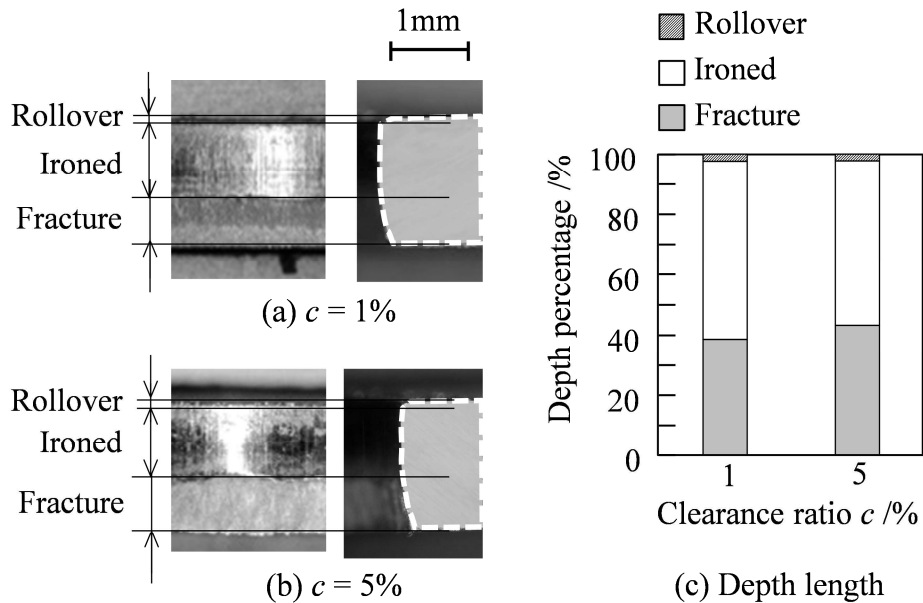 1mm
Rollover
Ironed
Fracture
(a) c = 1%
Rollover
Ironed
Fracture
(b) c = 5%
Rollover
Ironed
Fracture
Depth percentage /%
100
80
60
40
20
0
1 5
Clearance ratio c /%
(c) Depth length